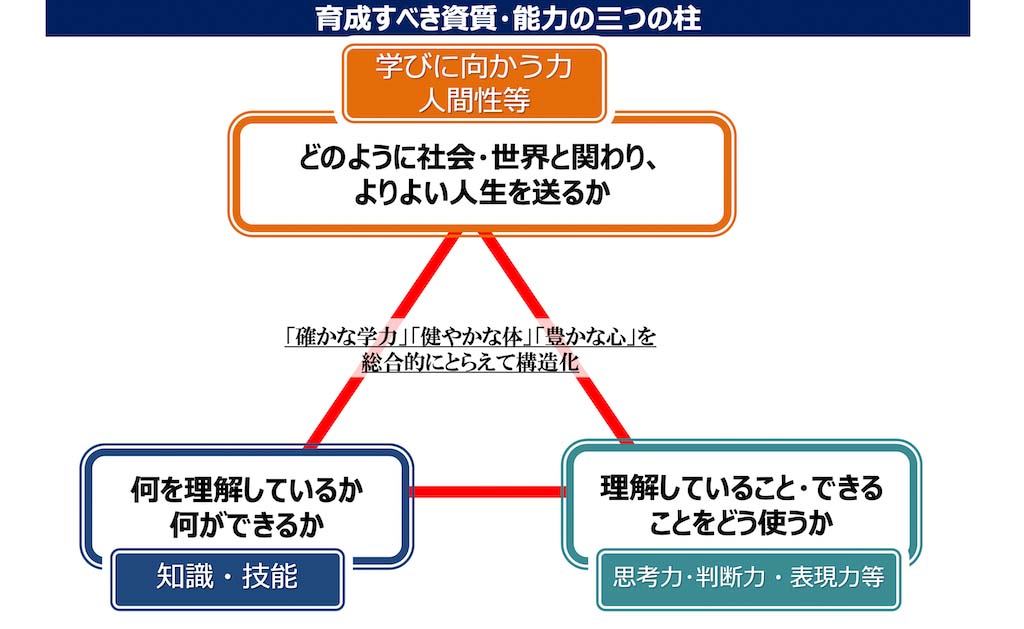 育成すべき資質・能力の三つの柱
学びに向かう力
人間性等
どのように社会・世界と関わり、
よりよい人生を送るか
「確かな学力」「健やかな体」「豊かな心」を
総合的にとらえて構造化
何を理解しているか
何ができるか
知識・技能
理解していること・できる
ことをどう使うか
思考力・判断力・表現力等